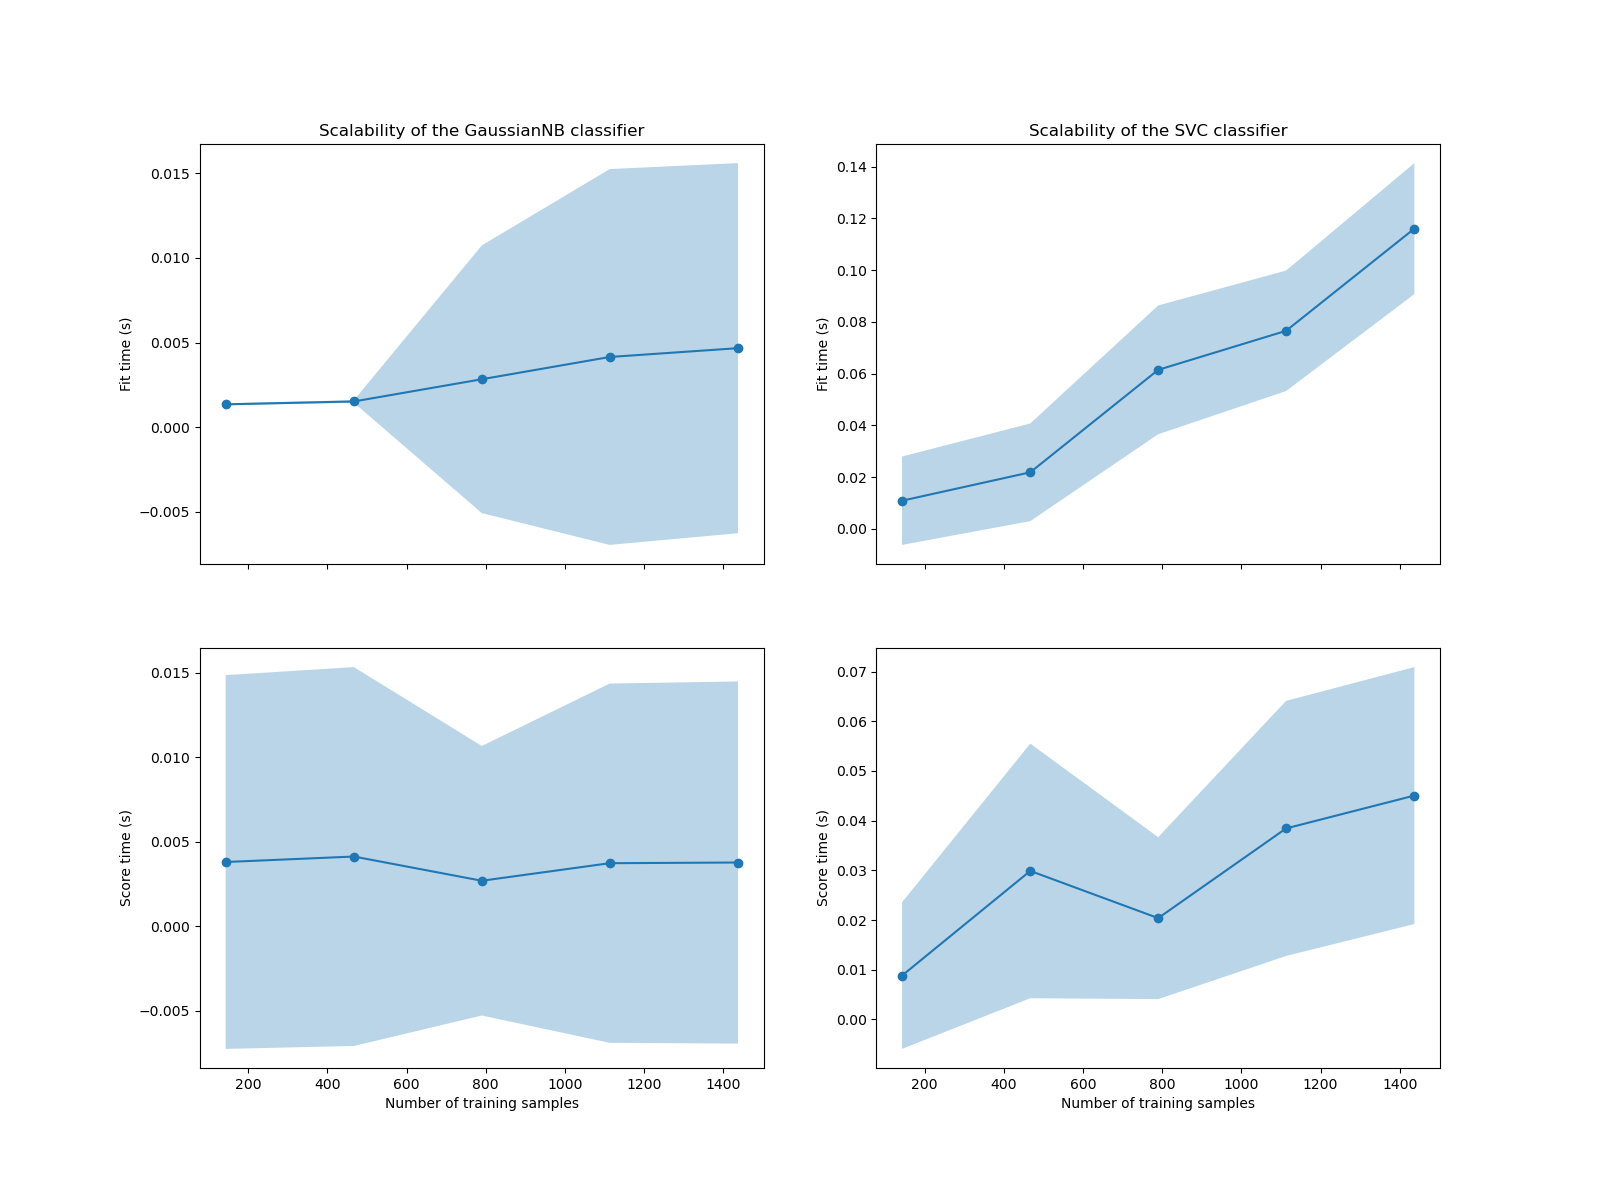 Scalability of the GaussianNB classifier
Fit time (s)
0.015
0.010
0.005
0.000
−0.005
Scalability of the SVC classifier
Fit time (s)
0.14
0.12
0.10
0.08
0.06
0.04
0.02
0.00
Score time (s)
0.015
0.010
0.005
0.000
−0.005
200 400 600 800 1000 1200 1400
Number of training samples
Score time (s)
0.07
0.06
0.05
0.04
0.03
0.02
0.01
0.00
200 400 600 800 1000 1200 1400
Number of training samples